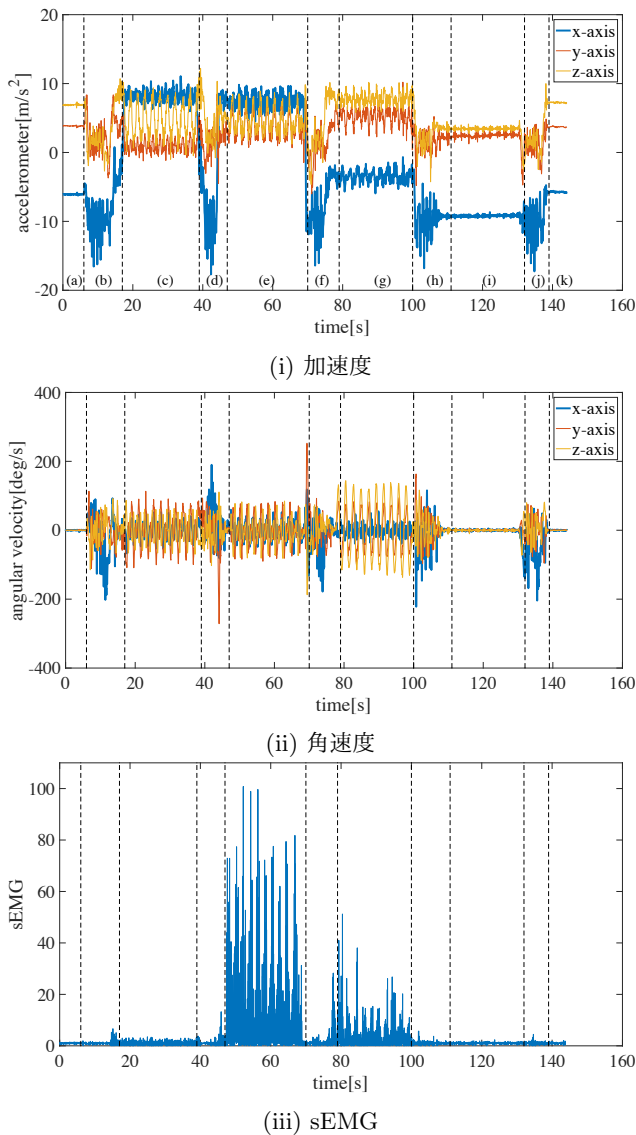 20
10
0
-10
-20
accelerometer[m/s²]
x-axis
y-axis
z-axis
(a) (b) (c) (d) (e) (f) (g) (h) (i) (j) (k)
0 20 40 60 80 100 120 140 160
time[s]
(i) 加速度
400
200
0
-200
-400
angular velocity[deg/s]
x-axis
y-axis
z-axis
0 20 40 60 80 100 120 140 160
time[s]
(ii) 角速度
100
80
60
40
20
0
sEMG
0 20 40 60 80 100 120 140 160
time[s]
(iii) sEMG